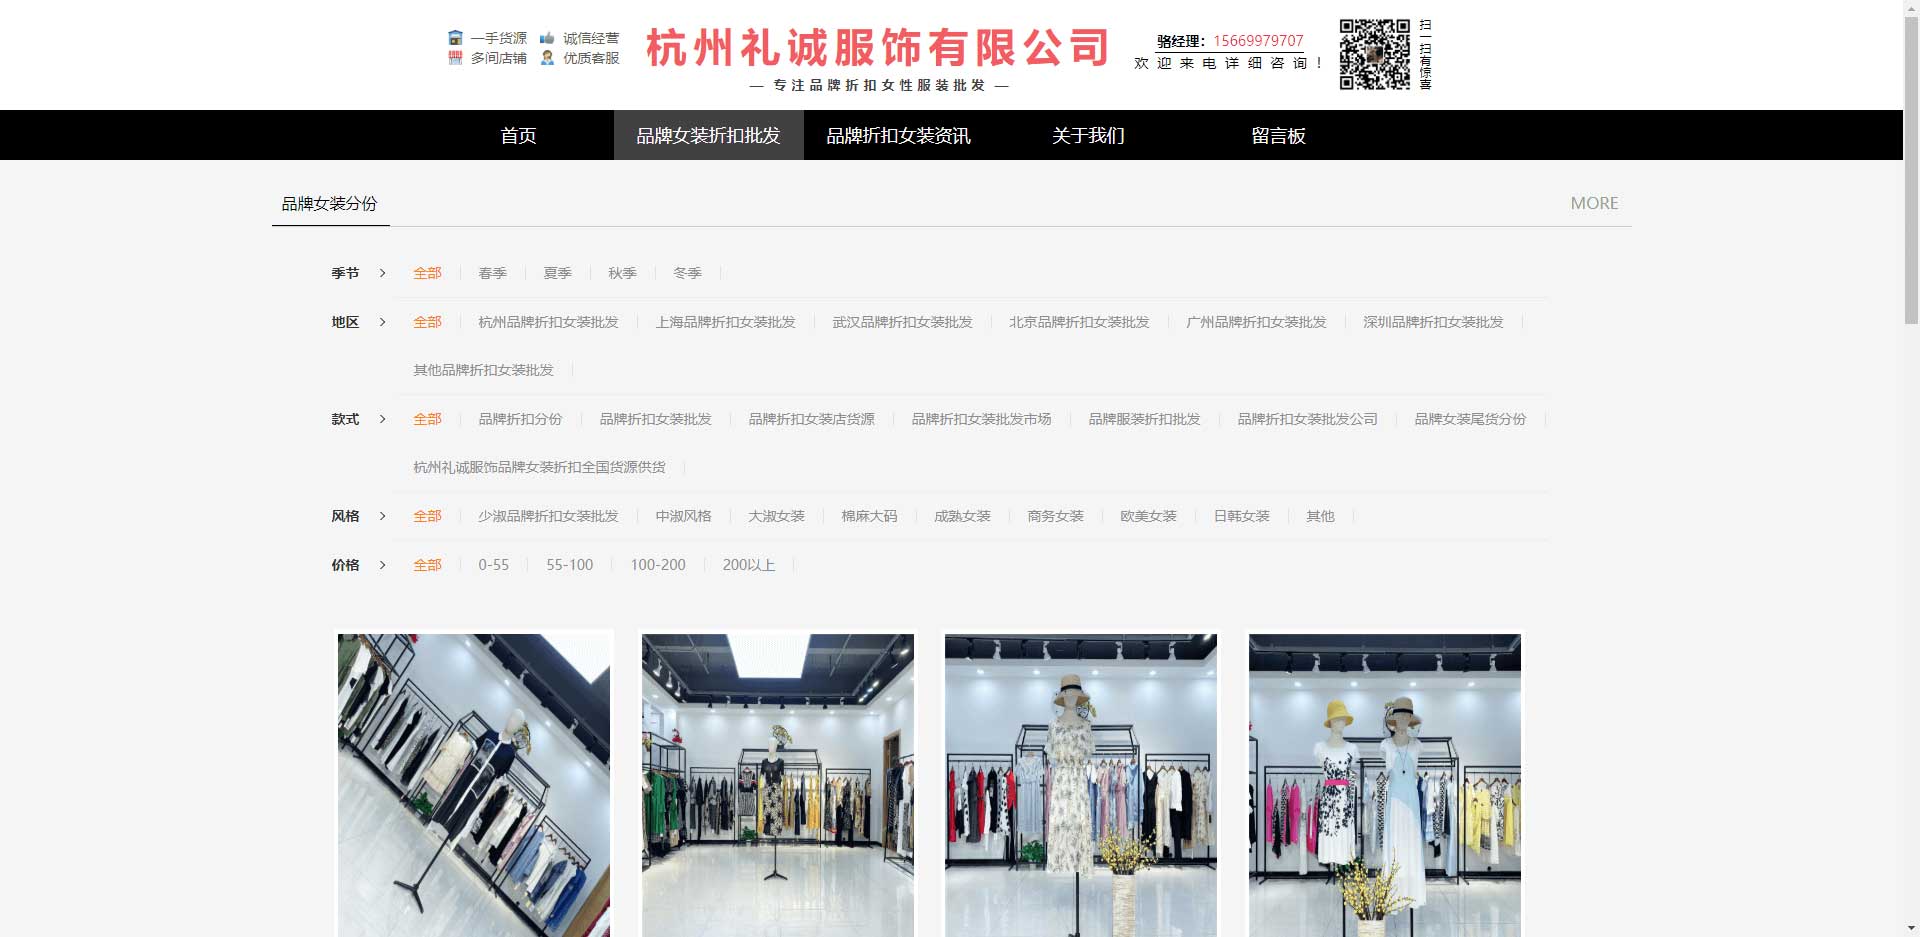 一手货源 诚信经营
多间店铺 优质客服
杭州礼诚服饰有限公司
— 专注品牌折扣女性服装批发 —
骆经理：15669979707
欢迎来电详细咨询！
扫一扫有惊喜
首页 品牌女装折扣批发 品牌折扣女装资讯 关于我们 留言板
品牌女装分份 MORE
季节 > 全部 春季 夏季 秋季 冬季
地区 > 全部 杭州品牌折扣女装批发 上海品牌折扣女装批发 武汉品牌折扣女装批发 北京品牌折扣女装批发 广州品牌折扣女装批发 深圳品牌折扣女装批发
其他品牌折扣女装批发
款式 > 全部 品牌折扣分份 品牌折扣女装批发 品牌折扣女装店货源 品牌折扣女装批发市场 品牌服装折扣批发 品牌折扣女装批发公司 品牌女装尾货分份
杭州礼诚服饰品牌女装折扣全国货源供货
风格 > 全部 少淑品牌折扣女装批发 中淑风格 大淑女装 棉麻大码 成熟女装 商务女装 欧美女装 日韩女装 其他
价格 > 全部 0-55 55-100 100-200 200以上